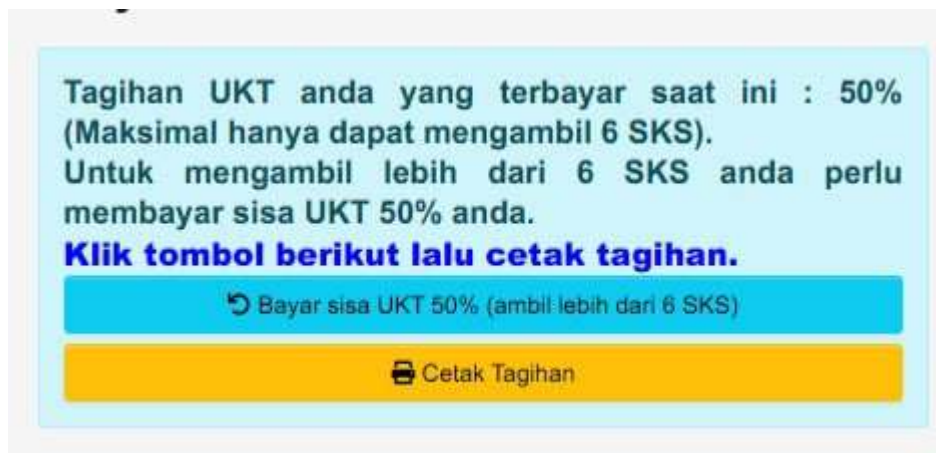 Tagihan UKT anda yang terbayar saat ini : 50%
(Maksimal hanya dapat mengambil 6 SKS).
Untuk mengambil lebih dari 6 SKS anda perlu
membayar sisa UKT 50% anda.
Klik tombol berikut lalu cetak tagihan.
Bayar sisa UKT 50% (ambil lebih dari 6 SKS)
Cetak Tagihan